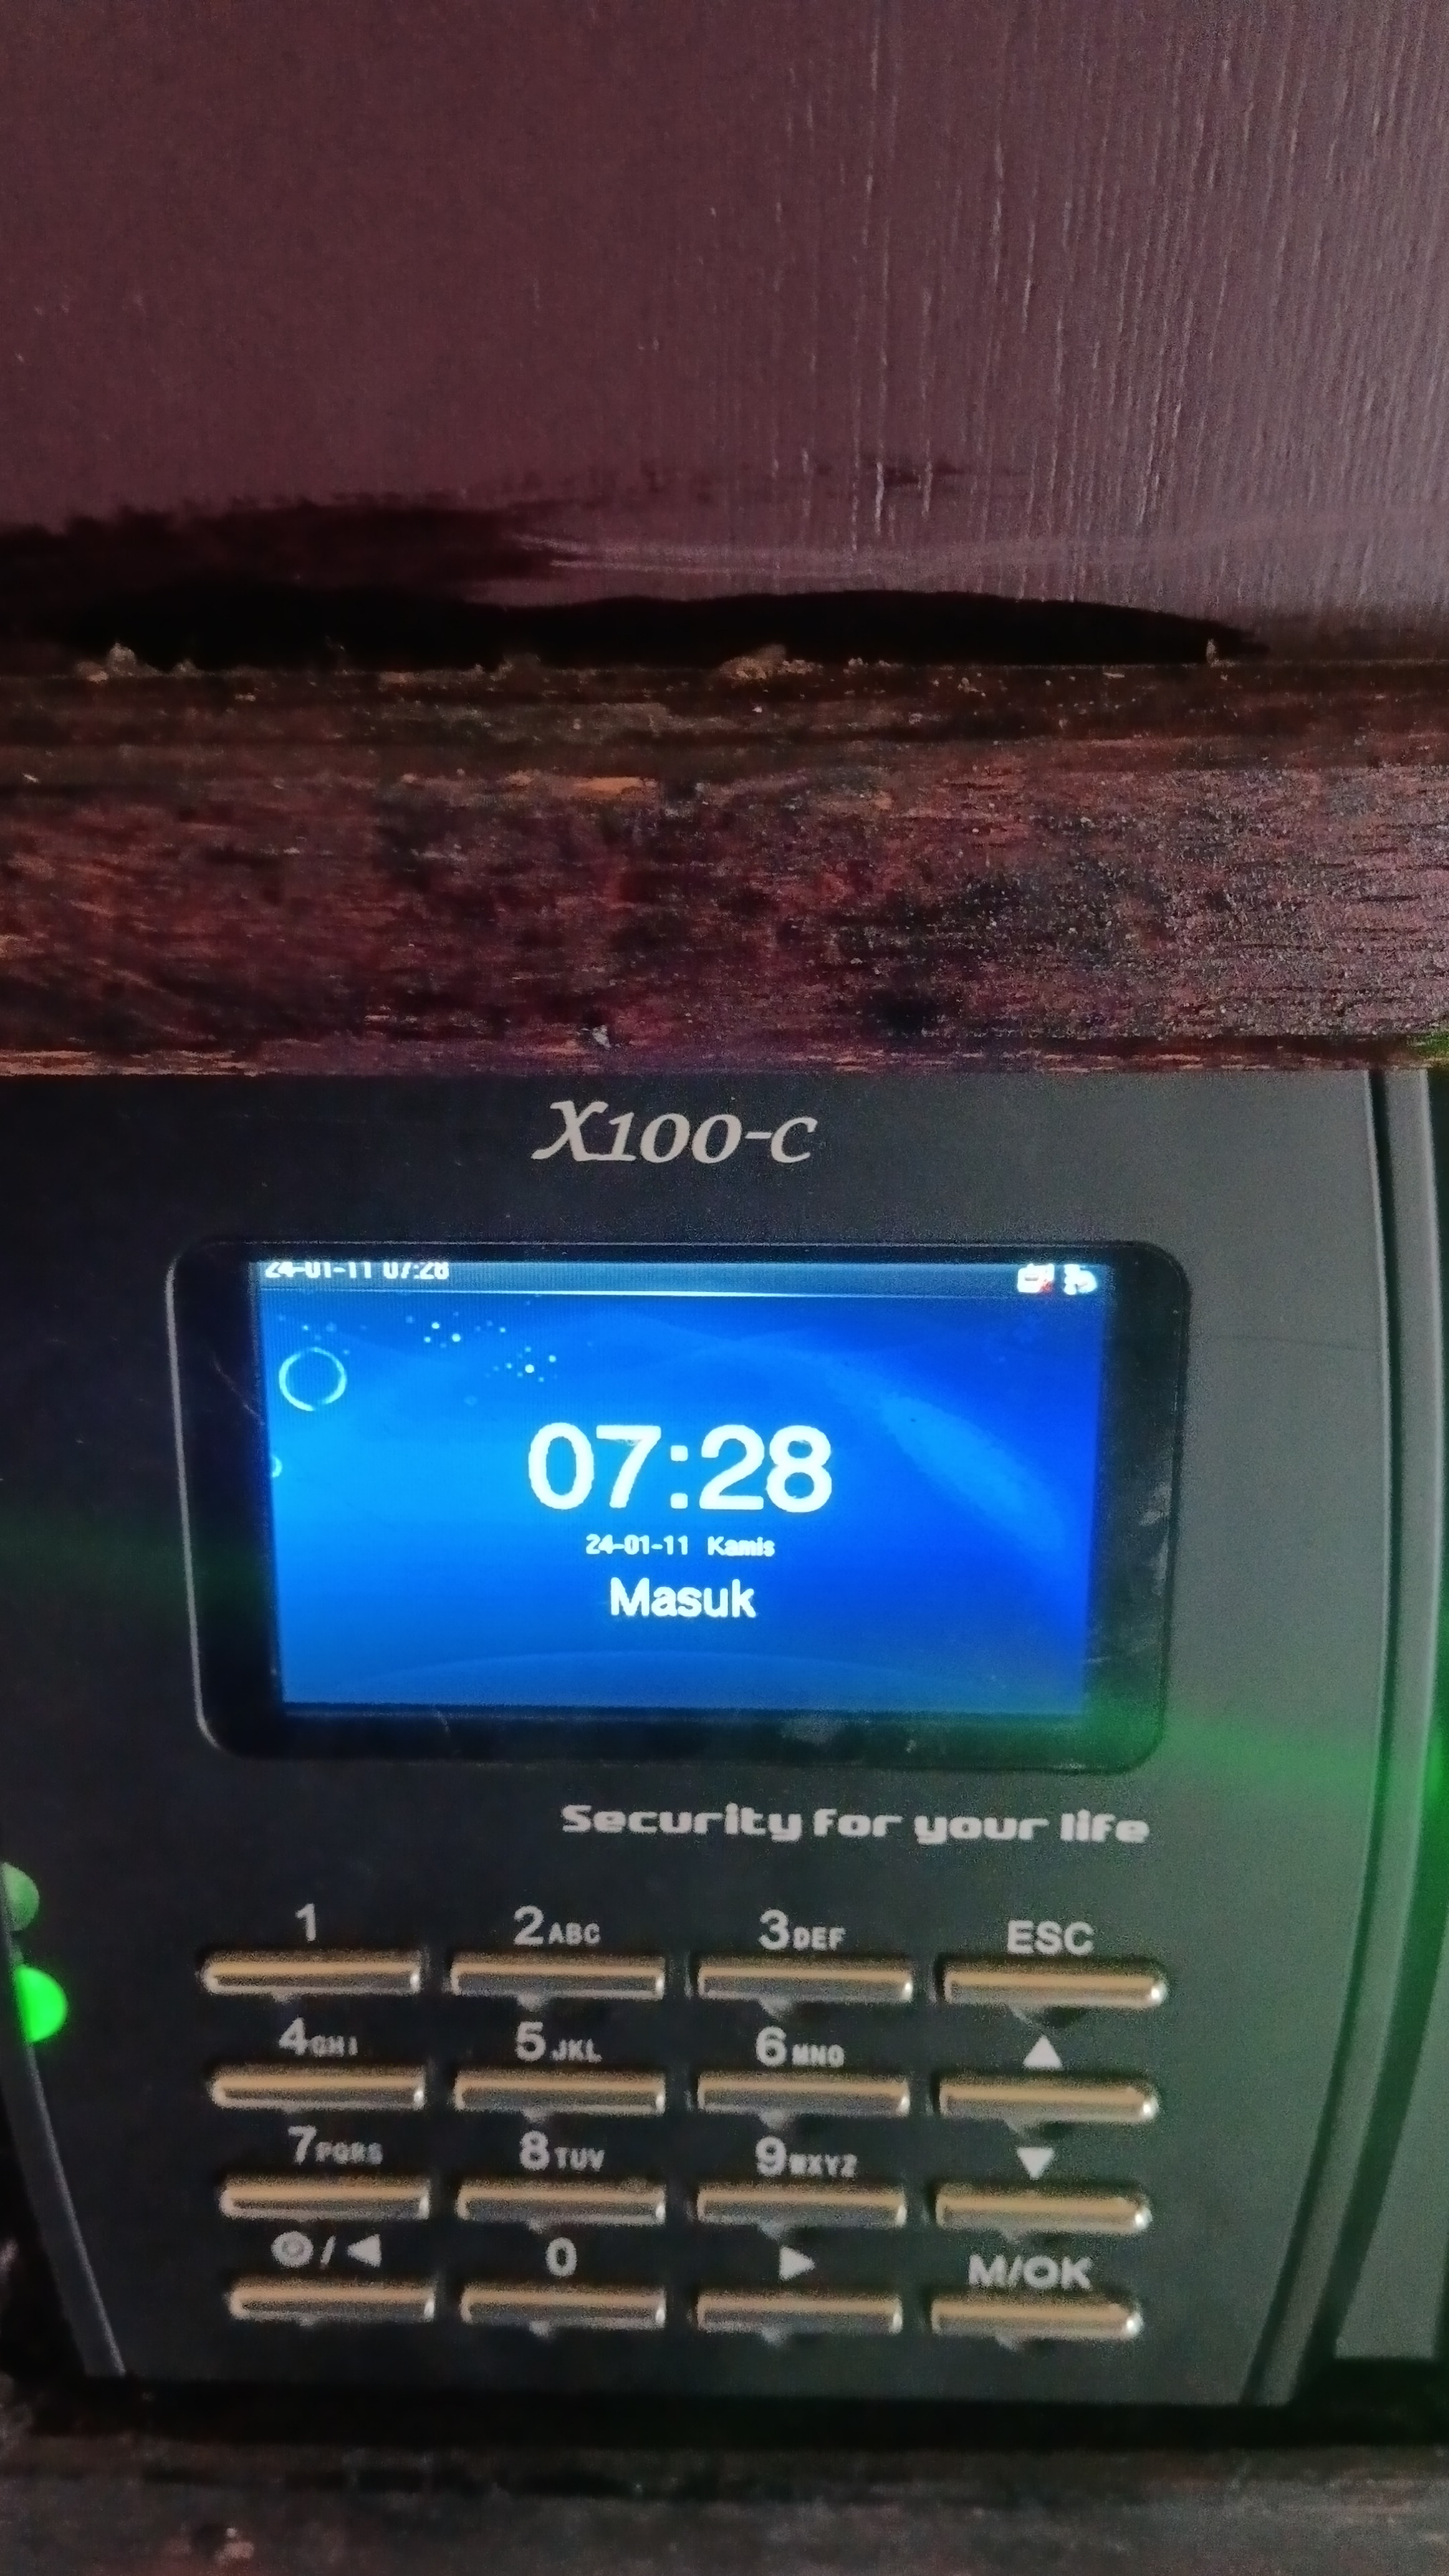 X100-C
24-01-11 07:28
07:28
24-01-11 Kamis
Masuk
Security for your life
1 2ABC 3DEF ESC
4GHI 5JKL 6MNO ▲
7PQRS 8TUV 9WXYZ ▼
◎/◀ 0 ▶ M/OK